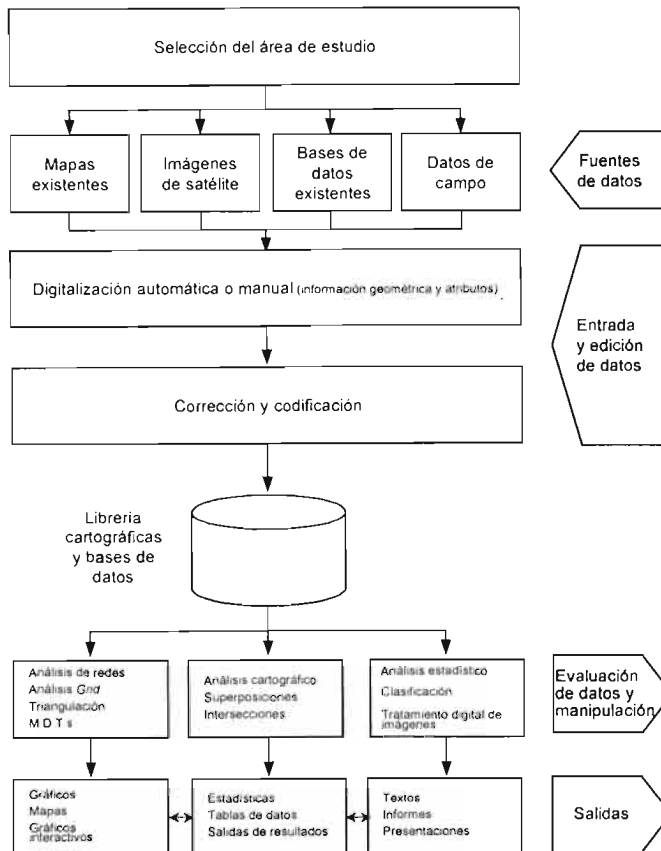 Selección del área de estudio
Mapas
existentes
Imágenes
de satélite
Bases de
datos
existentes
Datos de
campo
Fuentes
de datos
Digitalización automática o manual (información geométrica y atributos)
Entrada
y edición
de datos
Corrección y codificación
Libreria
cartográficas
y bases de
datos
Análisis de redes
Análisis Grid
Triangulación
M D T s
Análisis cartográfico
Superposiciones
Intersecciones
Análisis estadístico
Clasificación
Tratamiento digital de
imágenes
Evaluación
de datos y
manipulación
Gráficos
Mapas
Gráficos
interactivos
Estadísticas
Tablas de datos
Salidas de resultados
Textos
Informes
Presentaciones
Salidas